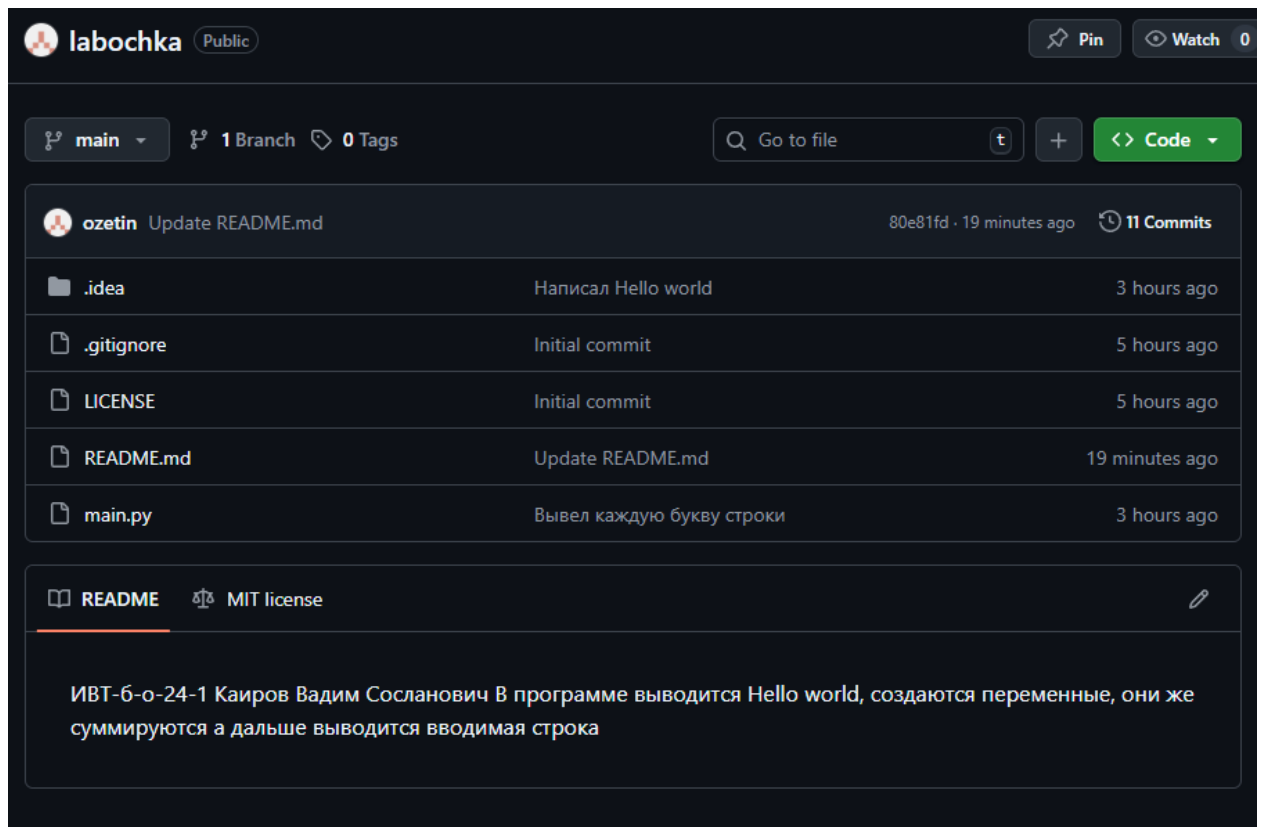 labochka Public Pin Watch 0
main 1 Branch 0 Tags Go to file t Code
ozetin Update README.md 80e81fd · 19 minutes ago 11 Commits
.idea Написал Hello world 3 hours ago
.gitignore Initial commit 5 hours ago
LICENSE Initial commit 5 hours ago
README.md Update README.md 19 minutes ago
main.py Вывел каждую букву строки 3 hours ago
README MIT license
ИВТ-б-о-24-1 Каиров Вадим Сосланович В программе выводится Hello world, создаются переменные, они же
суммируются а дальше выводится вводимая строка